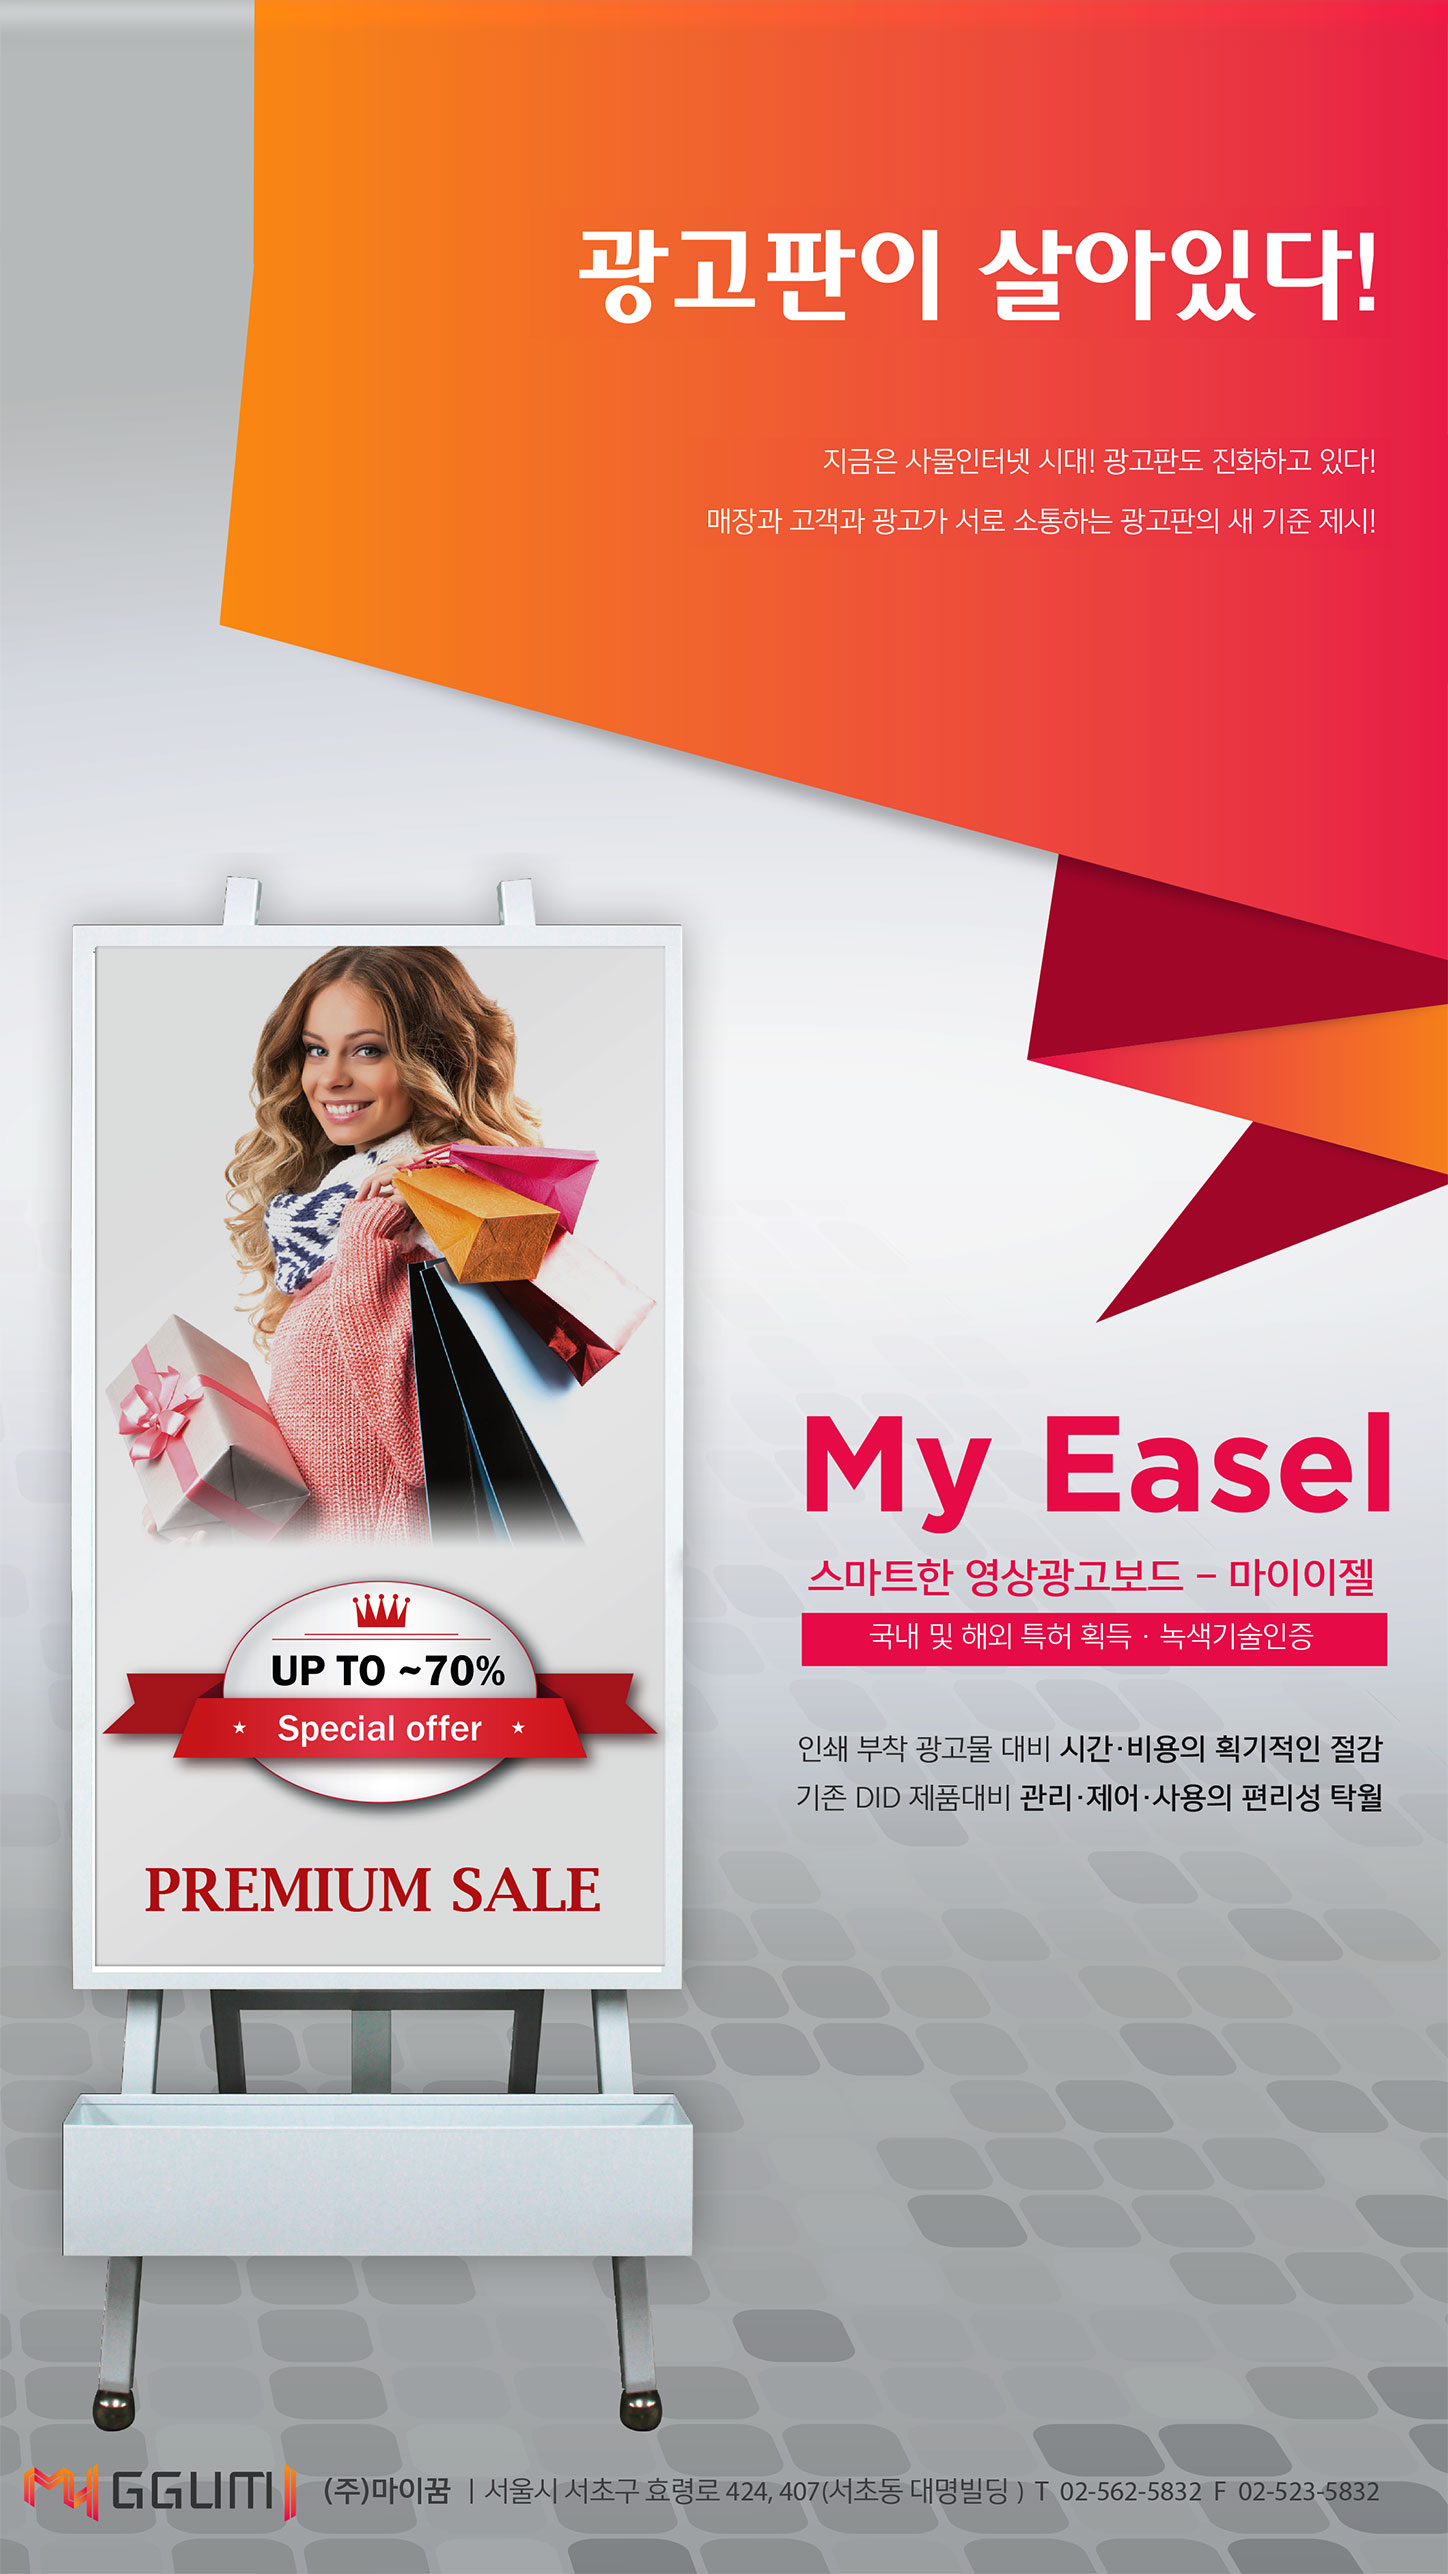 광고판이 살아있다!
지금은 사물인터넷 시대! 광고판도 진화하고 있다!
매장과 고객과 광고가 서로 소통하는 광고판의 새 기준 제시!
UP TO ~70%
Special offer
PREMIUM SALE
My Easel
스마트한 영상광고보드 - 마이이젤
국내 및 해외 특허 획득 · 녹색기술인증
인쇄 부착 광고물 대비 시간·비용의 획기적인 절감
기존 DID 제품대비 관리·제어·사용의 편리성 탁월
MY GGUM (주)마이꿈 | 서울시 서초구 효령로 424, 407(서초동 대명빌딩 ) T 02-562-5832 F 02-523-5832